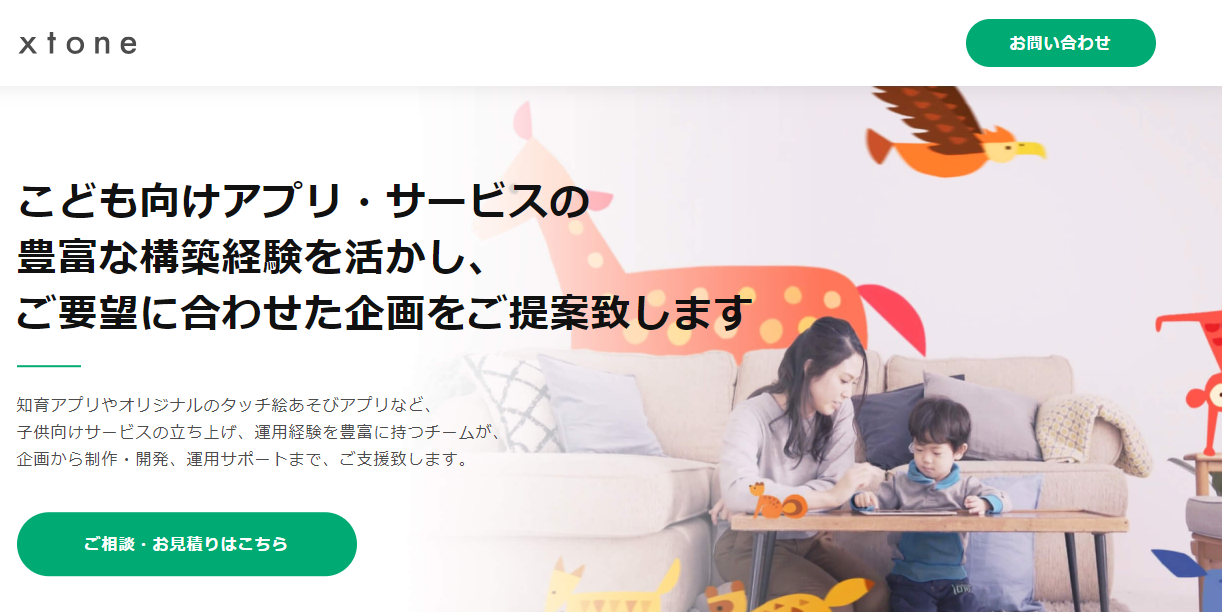 xtone
お問い合わせ
こども向けアプリ・サービスの
豊富な構築経験を活かし、
ご要望に合わせた企画をご提案致します
知育アプリやオリジナルのタッチ絵あそびアプリなど、
子供向けサービスの立ち上げ、運用経験を豊富に持つチームが、
企画から制作・開発、運用サポートまで、ご支援致します。
ご相談・お見積りはこちら